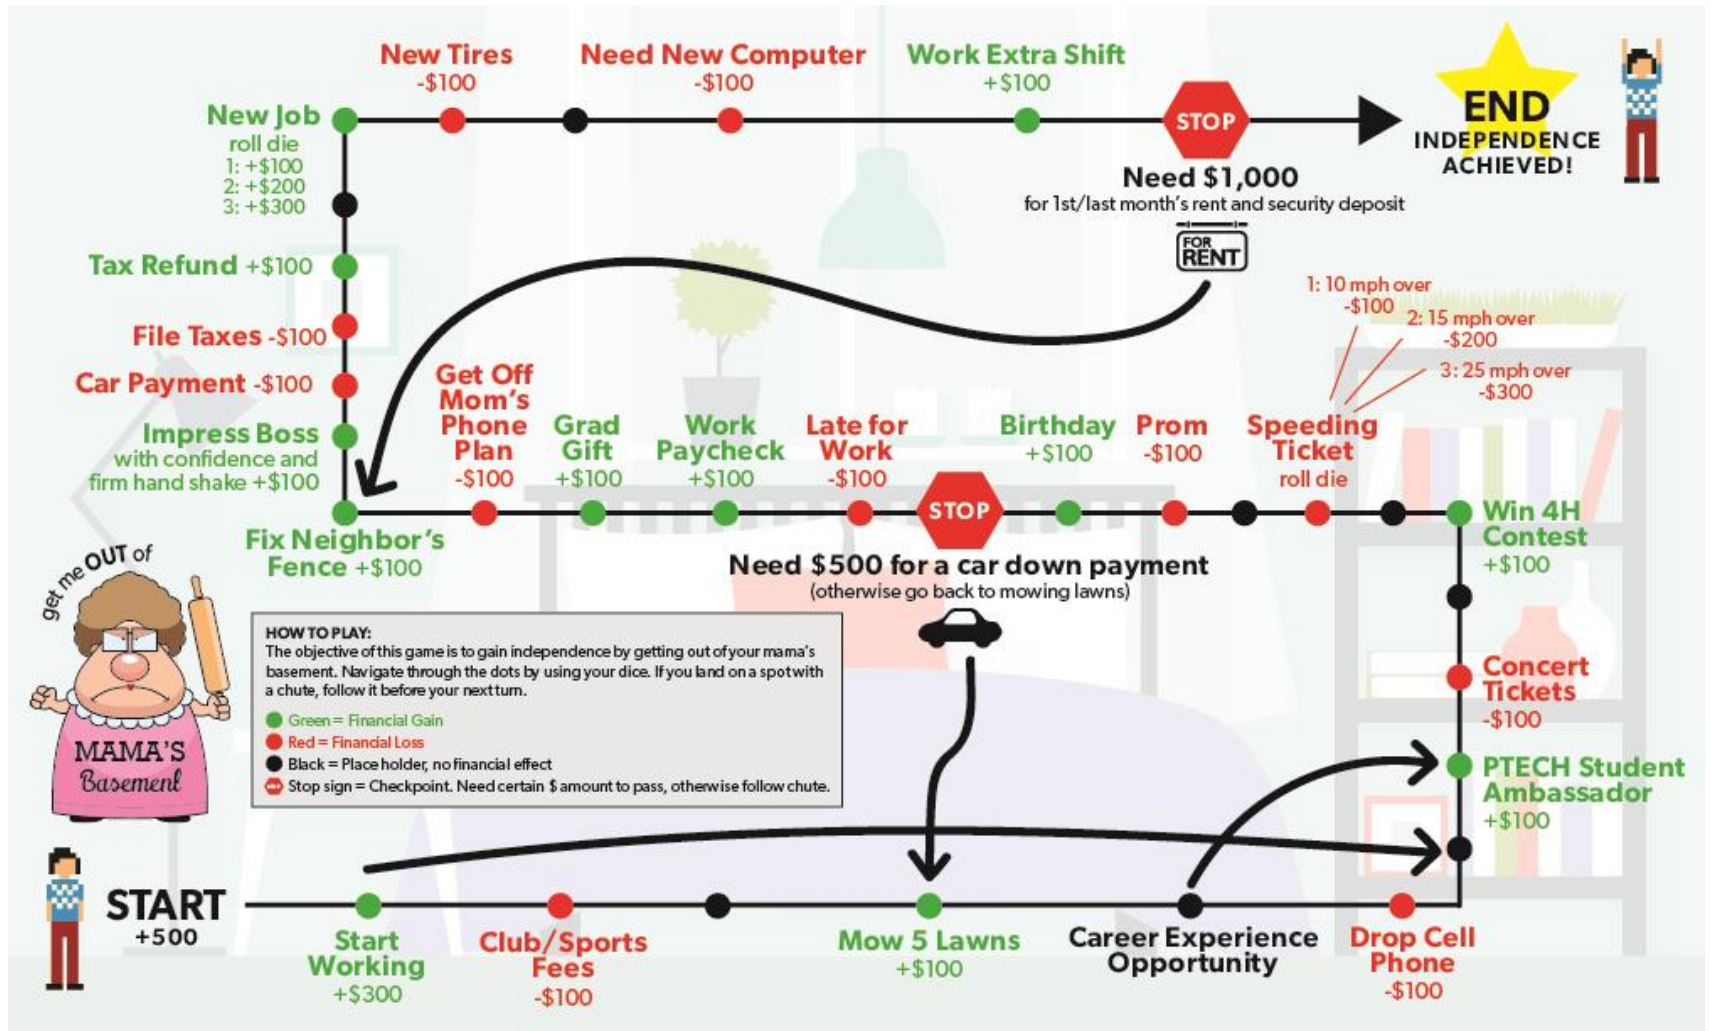 New Tires
-$100
Need New Computer
-$100
Work Extra Shift
+$100
STOP
Need $1,000
for 1st/last month's rent and security deposit
FOR
RENT
END
INDEPENDENCE
ACHIEVED!
New Job
roll die
1: +$100
2: +$200
3: +$300
Tax Refund +$100
File Taxes -$100
Car Payment -$100
Impress Boss
with confidence and
firm hand shake +$100
Fix Neighbor's
Fence +$100
Get Off
Mom's
Phone
Plan
-$100
Grad
Gift
+$100
Work
Paycheck
+$100
Late for
Work
-$100
STOP
Need $500 for a car down payment
(otherwise go back to mowing lawns)
Birthday
+$100
Prom
-$100
Speeding
Ticket
roll die
1: 10 mph over
-$100
2: 15 mph over
-$200
3: 25 mph over
-$300
Win 4H
Contest
+$100
Concert
Tickets
-$100
PTECH Student
Ambassador
+$100
get me OUT of
MAMA'S
Basement
HOW TO PLAY:
The objective of this game is to gain independence by getting out of your mama's
basement. Navigate through the dots by using your dice. If you land on a spot with
a chute, follow it before your next turn.
Green = Financial Gain
Red = Financial Loss
Black = Place holder, no financial effect
Stop sign = Checkpoint. Need certain $ amount to pass, otherwise follow chute.
START
+500
Start
Working
+$300
Club/Sports
Fees
-$100
Mow 5 Lawns
+$100
Career Experience
Opportunity
Drop Cell
Phone
-$100